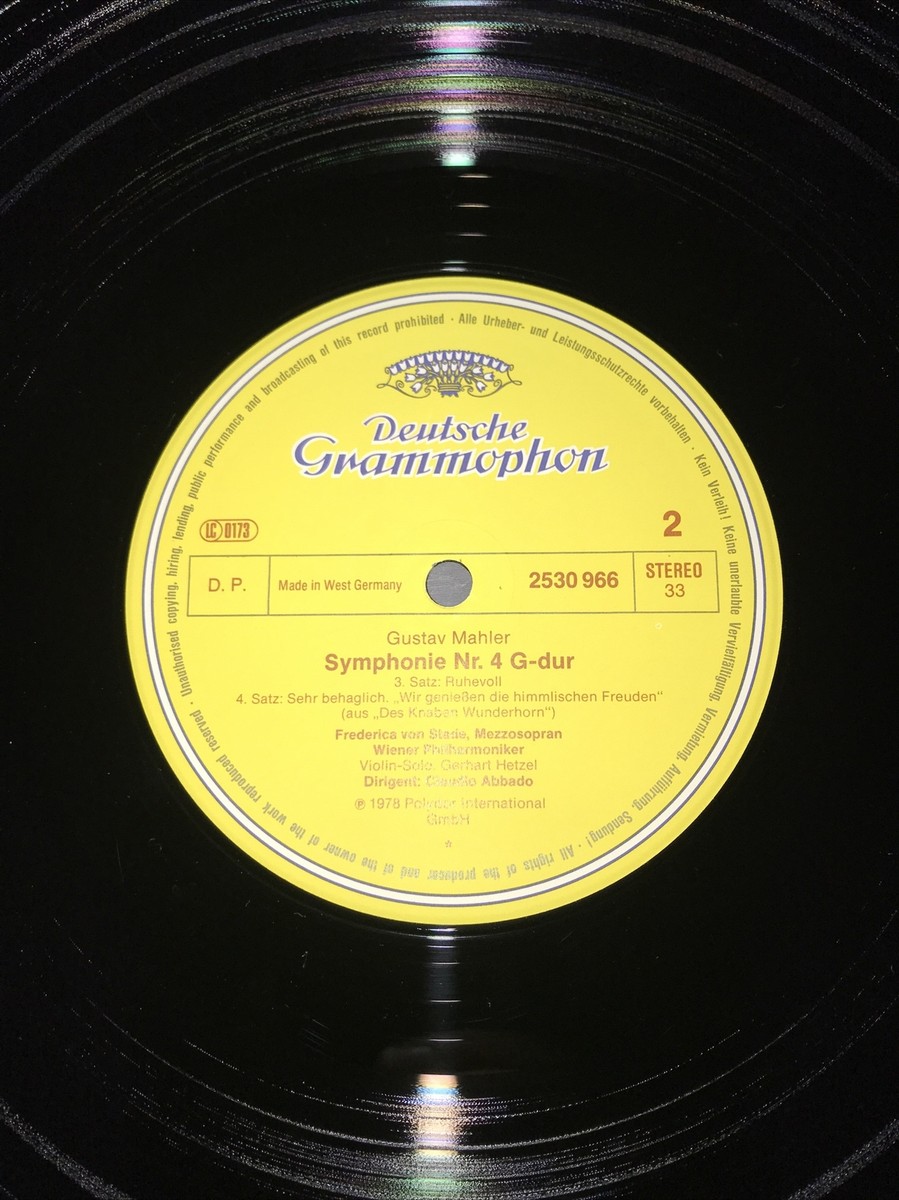 Unauthorised copying, hiring, lending, public performance and broadcasting of this record prohibited · Alle Urheber- und Leistungsschutzrechte vorbehalten · Kein Verleih! Keine unerlaubte Vervielfältigung, Vermietung, Aufführung, Sendung! · All rights of the producer and of the owner of the work reproduced reserved ·
Deutsche
Grammophon
LC 0173
2
D. P.
Made in West Germany
2530 966
STEREO
33
Gustav Mahler
Symphonie Nr. 4 G-dur
3. Satz: Ruhevoll
4. Satz: Sehr behaglich. „Wir genießen die himmlischen Freuden“
(aus „Des Knaben Wunderhorn“)
Frederica von Stade, Mezzosopran
Wiener Philharmoniker
Violin-Solo: Gerhart Hetzel
Dirigent: Claudio Abbado
℗ 1978 Polydor International
GmbH
*